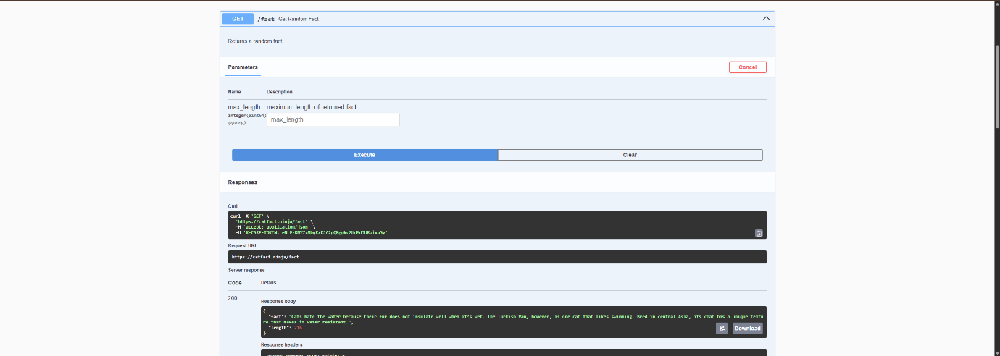 GET /fact Get Random Fact
Returns a random fact
Parameters
Cancel
Name Description
max_length maximum length of returned fact
integer($int64) max_length
(query)
Execute Clear
Responses
Curl
curl -X 'GET' \
'https://catfact.ninja/fact' \
-H 'accept: application/json' \
-H 'X-CSRF-TOKEN:
Request URL
https://catfact.ninja/fact
Server response
Code Details
200
Response body
{
"fact": "Cats hate the water because their fur does not insulate well when it's wet. The Turkish Van, however, is one cat that likes swimming. Bred in central Asia, its coat has a unique textu
re that makes it water resistant.",
"length": 216
}
Download
Response headers